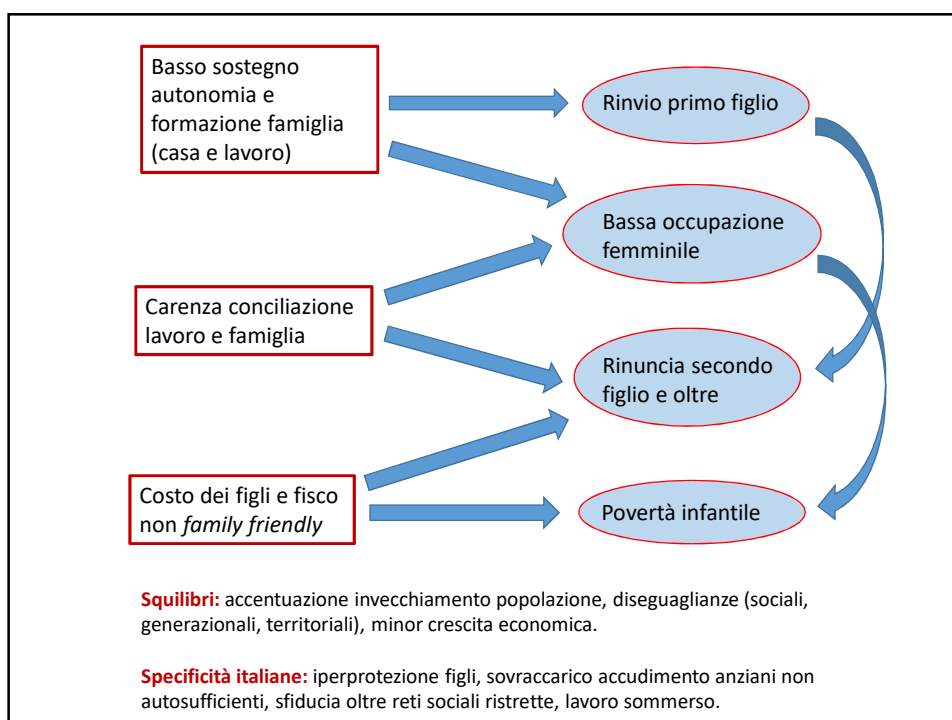 Basso sostegno
autonomia e
formazione famiglia
(casa e lavoro)
Rinvio primo figlio
Bassa occupazione
femminile
Carenza conciliazione
lavoro e famiglia
Rinuncia secondo
figlio e oltre
Costo dei figli e fisco
non family friendly
Povertà infantile
Squilibri: accentuazione invecchiamento popolazione, diseguaglianze (sociali,
generazionali, territoriali), minor crescita economica.
Specificità italiane: iperprotezione figli, sovraccarico accudimento anziani non
autosufficienti, sfiducia oltre reti sociali ristrette, lavoro sommerso.